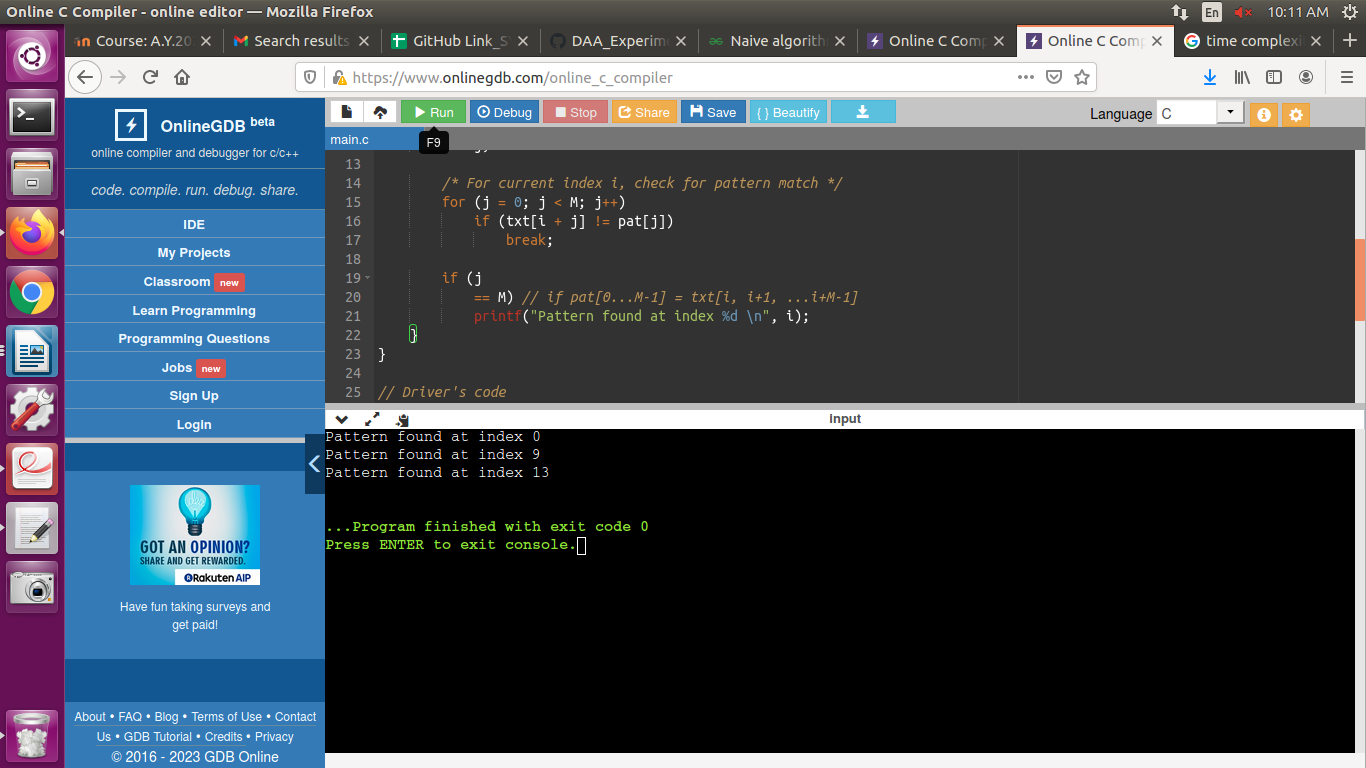 Online C Compiler - online editor — Mozilla Firefox
En
10:11 AM
Course: A.Y.20
Search results
GitHub Link_S
DAA_Experim
Naive algorith
Online C Comp
Online C Comp
time complexi
https://www.onlinegdb.com/online_c_compiler
OnlineGDB beta
online compiler and debugger for c/c++
code. compile. run. debug. share.
IDE
My Projects
Classroom new
Learn Programming
Programming Questions
Jobs new
Sign Up
Login
GOT AN OPINION?
SHARE AND GET REWARDED.
Rakuten AIP
Have fun taking surveys and
get paid!
About • FAQ • Blog • Terms of Use • Contact
Us • GDB Tutorial • Credits • Privacy
© 2016 - 2023 GDB Online
Run Debug Stop Share Save { } Beautify
Language C
main.c
F9
13
14 /* For current index i, check for pattern match */
15 for (j = 0; j < M; j++)
16 if (txt[i + j] != pat[j])
17 break;
18
19 if (j
20 == M) // if pat[0...M-1] = txt[i, i+1, ...i+M-1]
21 printf("Pattern found at index %d \n", i);
22 }
23 }
24
25 // Driver's code
input
Pattern found at index 0
Pattern found at index 9
Pattern found at index 13
...Program finished with exit code 0
Press ENTER to exit console.